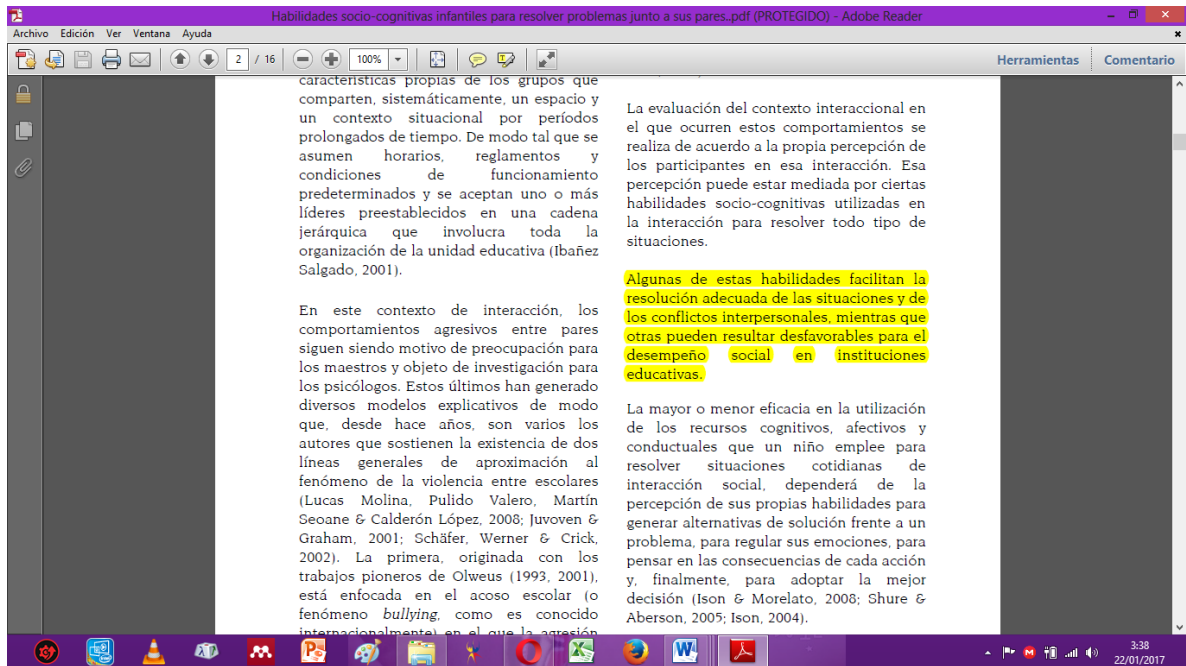 Habilidades socio-cognitivas infantiles para resolver problemas junto a sus pares..pdf (PROTEGIDO) - Adobe Reader
Archivo Edición Ver Ventana Ayuda
2 / 16 100% Herramientas Comentario
características propias de los grupos que
comparten, sistemáticamente, un espacio y
un contexto situacional por períodos
prolongados de tiempo. De modo tal que se
asumen horarios, reglamentos y
condiciones de funcionamiento
predeterminados y se aceptan uno o más
líderes preestablecidos en una cadena
jerárquica que involucra toda la
organización de la unidad educativa (Ibañez
Salgado, 2001).
En este contexto de interacción, los
comportamientos agresivos entre pares
siguen siendo motivo de preocupación para
los maestros y objeto de investigación para
los psicólogos. Estos últimos han generado
diversos modelos explicativos de modo
que, desde hace años, son varios los
autores que sostienen la existencia de dos
líneas generales de aproximación al
fenómeno de la violencia entre escolares
(Lucas Molina, Pulido Valero, Martín
Seoane & Calderón López, 2008; Juvoven &
Graham, 2001; Schäfer, Werner & Crick,
2002). La primera, originada con los
trabajos pioneros de Olweus (1993, 2001),
está enfocada en el acoso escolar (o
fenómeno bullying, como es conocido
internacionalmente) en el que la agresión
La evaluación del contexto interaccional en
el que ocurren estos comportamientos se
realiza de acuerdo a la propia percepción de
los participantes en esa interacción. Esa
percepción puede estar mediada por ciertas
habilidades socio-cognitivas utilizadas en
la interacción para resolver todo tipo de
situaciones.
Algunas de estas habilidades facilitan la
resolución adecuada de las situaciones y de
los conflictos interpersonales, mientras que
otras pueden resultar desfavorables para el
desempeño social en instituciones
educativas.
La mayor o menor eficacia en la utilización
de los recursos cognitivos, afectivos y
conductuales que un niño emplee para
resolver situaciones cotidianas de
interacción social, dependerá de la
percepción de sus propias habilidades para
generar alternativas de solución frente a un
problema, para regular sus emociones, para
pensar en las consecuencias de cada acción
y, finalmente, para adoptar la mejor
decisión (Ison & Morelato, 2008; Shure &
Aberson, 2005; Ison, 2004).
3:38
22/01/2017